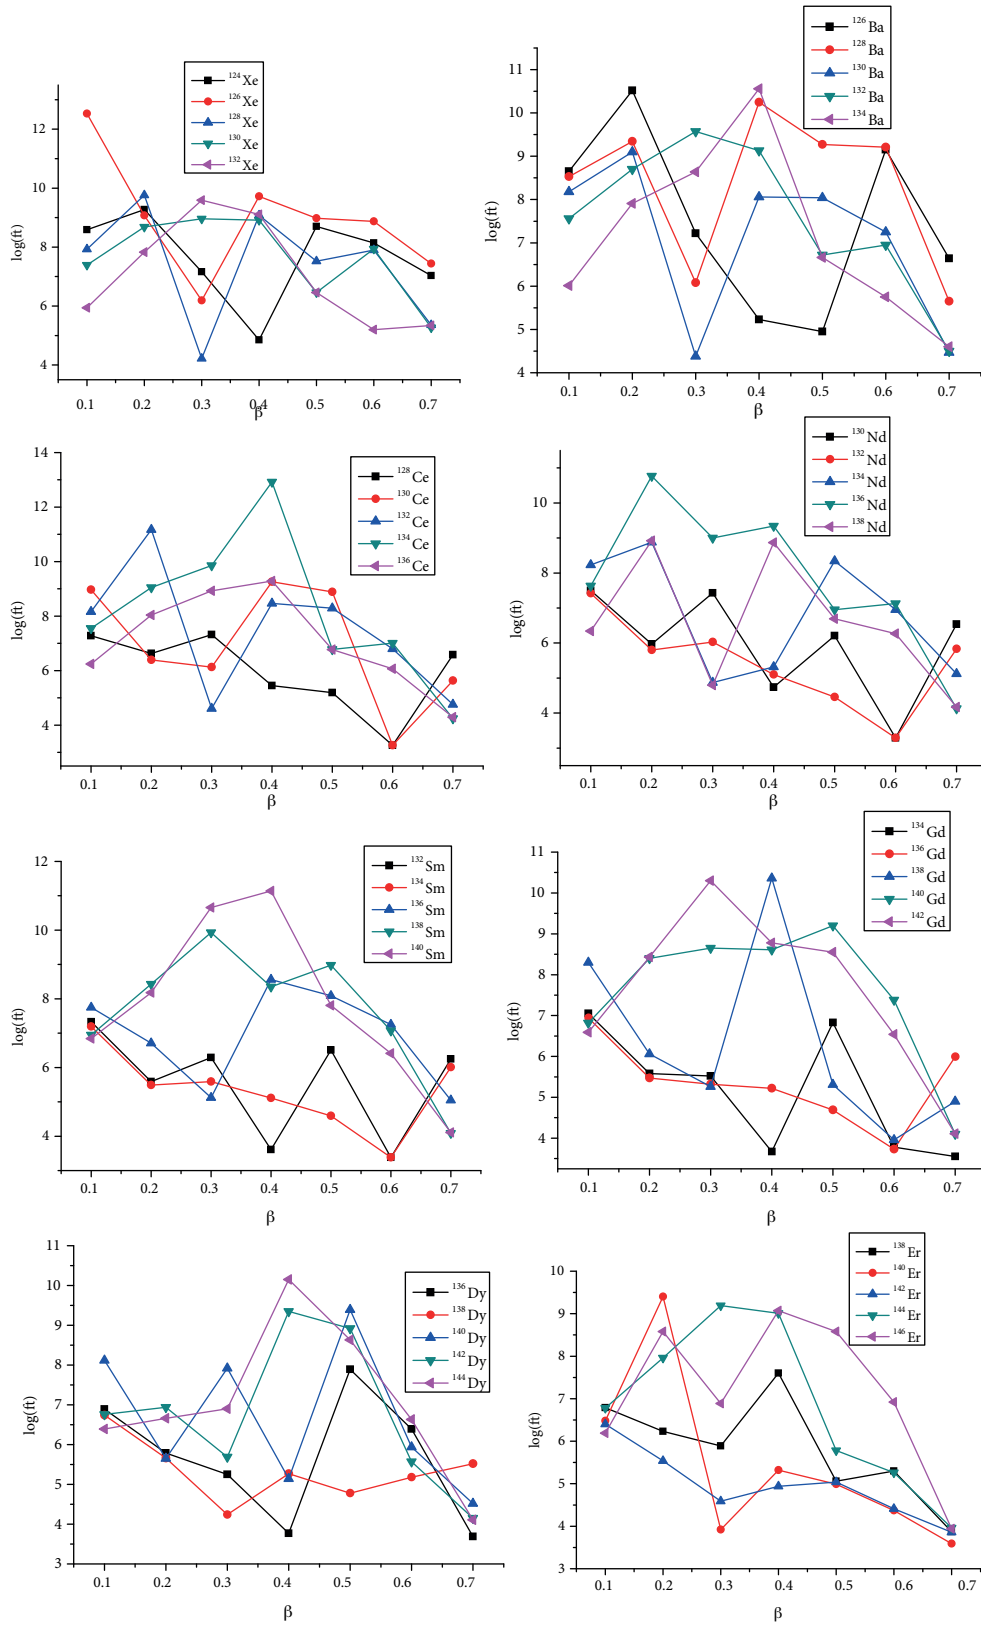 ¹²⁴Xe
¹²⁶Xe
¹²⁸Xe
¹³⁰Xe
¹³²Xe
12
10
8
6
4
log(ft)
0.1 0.2 0.3 0.4 0.5 0.6 0.7
β
¹²⁶Ba
¹²⁸Ba
¹³⁰Ba
¹³²Ba
¹³⁴Ba
11
10
9
8
7
6
5
4
log(ft)
0.1 0.2 0.3 0.4 0.5 0.6 0.7
β
¹²⁸Ce
¹³⁰Ce
¹³²Ce
¹³⁴Ce
¹³⁶Ce
14
12
10
8
6
4
log(ft)
0.1 0.2 0.3 0.4 0.5 0.6 0.7
β
¹³⁰Nd
¹³²Nd
¹³⁴Nd
¹³⁶Nd
¹³⁸Nd
10
8
6
4
log(ft)
0.1 0.2 0.3 0.4 0.5 0.6 0.7
β
¹³²Sm
¹³⁴Sm
¹³⁶Sm
¹³⁸Sm
¹⁴⁰Sm
12
10
8
6
4
log(ft)
0.1 0.2 0.3 0.4 0.5 0.6 0.7
β
¹³⁴Gd
¹³⁶Gd
¹³⁸Gd
¹⁴⁰Gd
¹⁴²Gd
11
10
9
8
7
6
5
4
log(ft)
0.1 0.2 0.3 0.4 0.5 0.6 0.7
β
¹³⁶Dy
¹³⁸Dy
¹⁴⁰Dy
¹⁴²Dy
¹⁴⁴Dy
11
10
9
8
7
6
5
4
3
log(ft)
0.1 0.2 0.3 0.4 0.5 0.6 0.7
β
¹³⁸Er
¹⁴⁰Er
¹⁴²Er
¹⁴⁴Er
¹⁴⁶Er
10
9
8
7
6
5
4
3
log(ft)
0.1 0.2 0.3 0.4 0.5 0.6 0.7
β